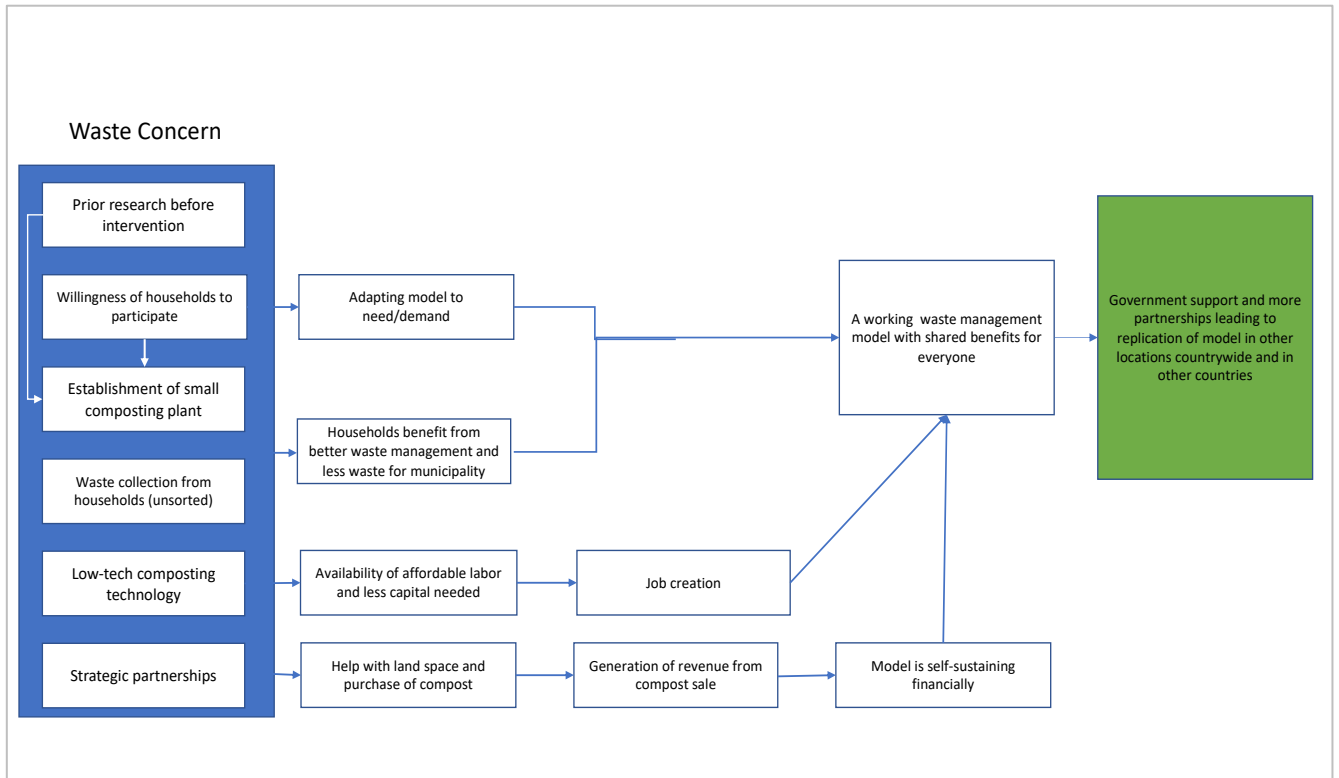 Waste Concern
Prior research before
intervention
Willingness of households to
participate
Establishment of small
composting plant
Waste collection from
households (unsorted)
Low-tech composting
technology
Strategic partnerships
Adapting model to
need/demand
Households benefit from
better waste management and
less waste for municipality
Availability of affordable labor
and less capital needed
Help with land space and
purchase of compost
Job creation
Generation of revenue from
compost sale
A working waste management
model with shared benefits for
everyone
Model is self-sustaining
financially
Government support and more
partnerships leading to
replication of model in other
locations countrywide and in
other countries